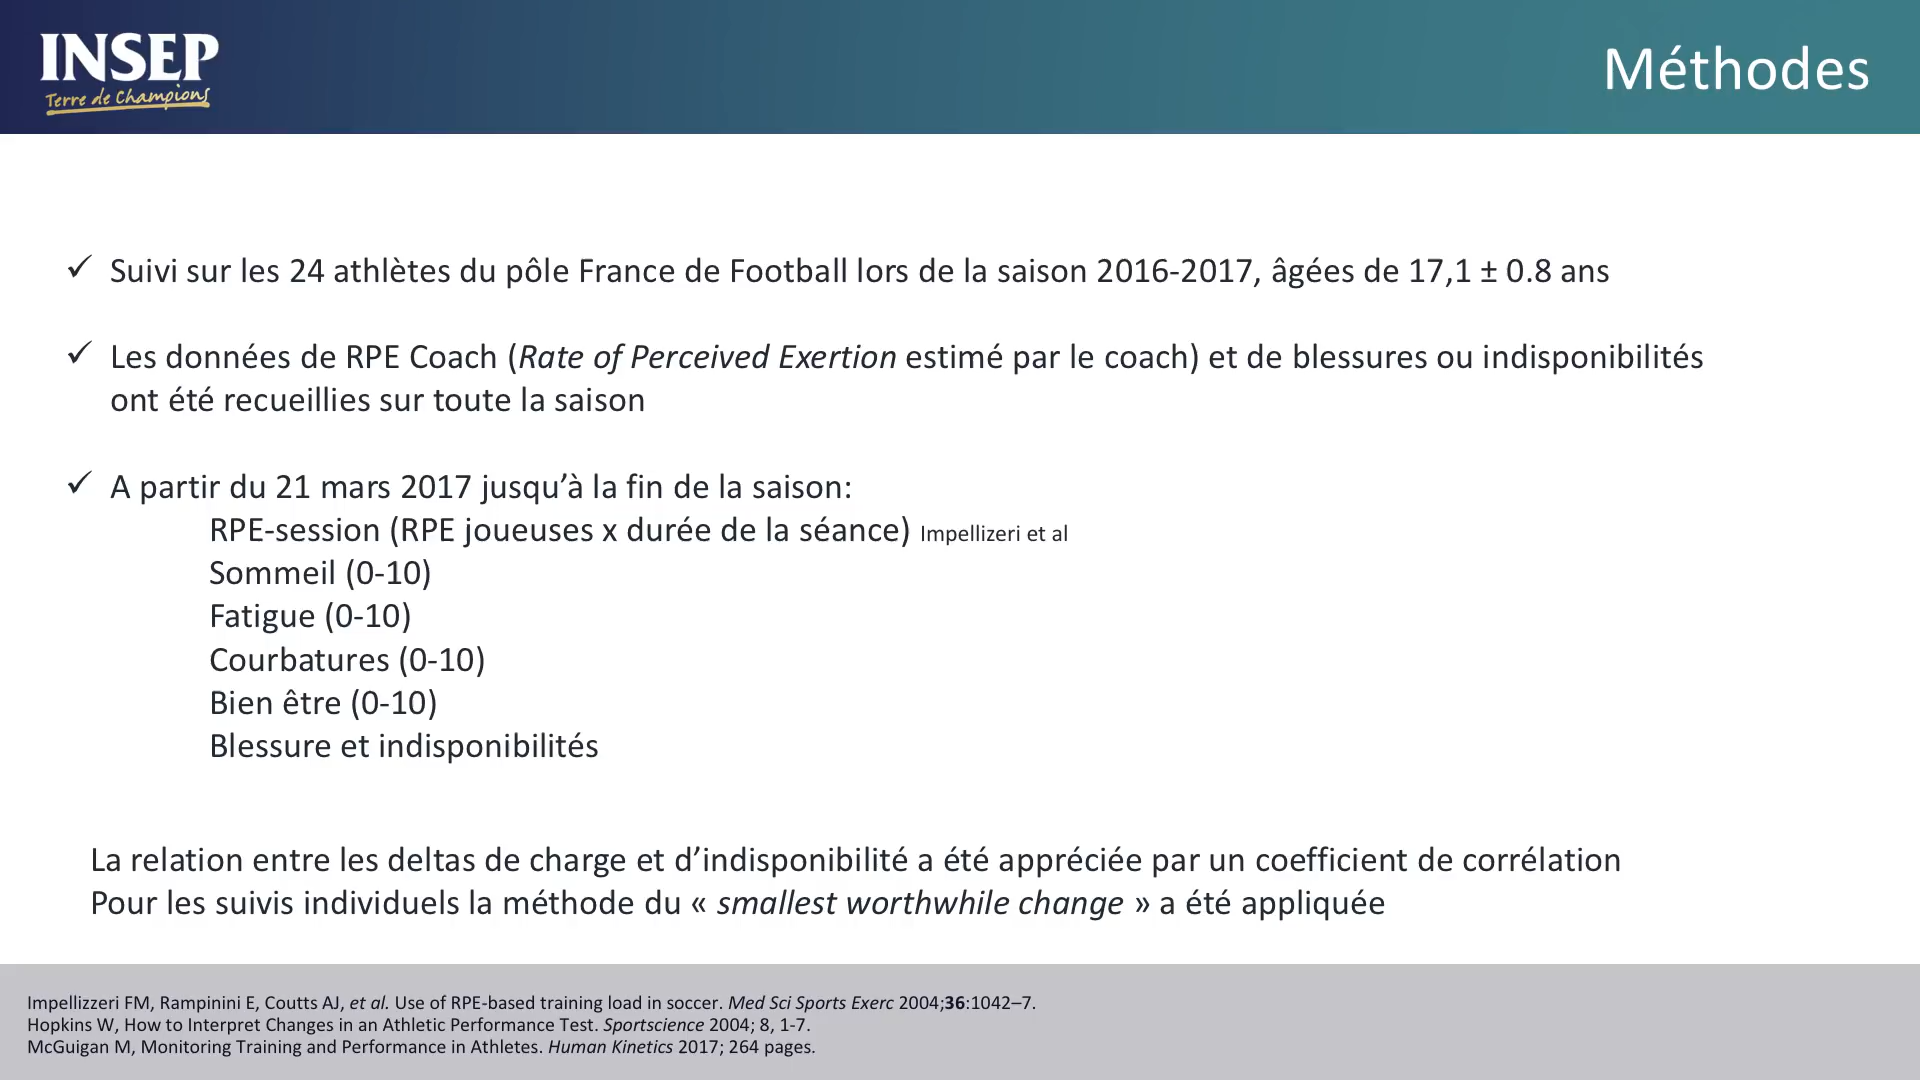 INSEP
Terre de Champions
Méthodes
✓ Suivi sur les 24 athlètes du pôle France de Football lors de la saison 2016-2017, âgées de 17,1 ± 0.8 ans
✓ Les données de RPE Coach (Rate of Perceived Exertion estimé par le coach) et de blessures ou indisponibilités
ont été recueillies sur toute la saison
✓ A partir du 21 mars 2017 jusqu’à la fin de la saison:
RPE-session (RPE joueuses x durée de la séance) Impellizeri et al
Sommeil (0-10)
Fatigue (0-10)
Courbatures (0-10)
Bien être (0-10)
Blessure et indisponibilités
La relation entre les deltas de charge et d’indisponibilité a été appréciée par un coefficient de corrélation
Pour les suivis individuels la méthode du « smallest worthwhile change » a été appliquée
Impellizzeri FM, Rampinini E, Coutts AJ, et al. Use of RPE-based training load in soccer. Med Sci Sports Exerc 2004;36:1042–7.
Hopkins W, How to Interpret Changes in an Athletic Performance Test. Sportscience 2004; 8, 1-7.
McGuigan M, Monitoring Training and Performance in Athletes. Human Kinetics 2017; 264 pages.